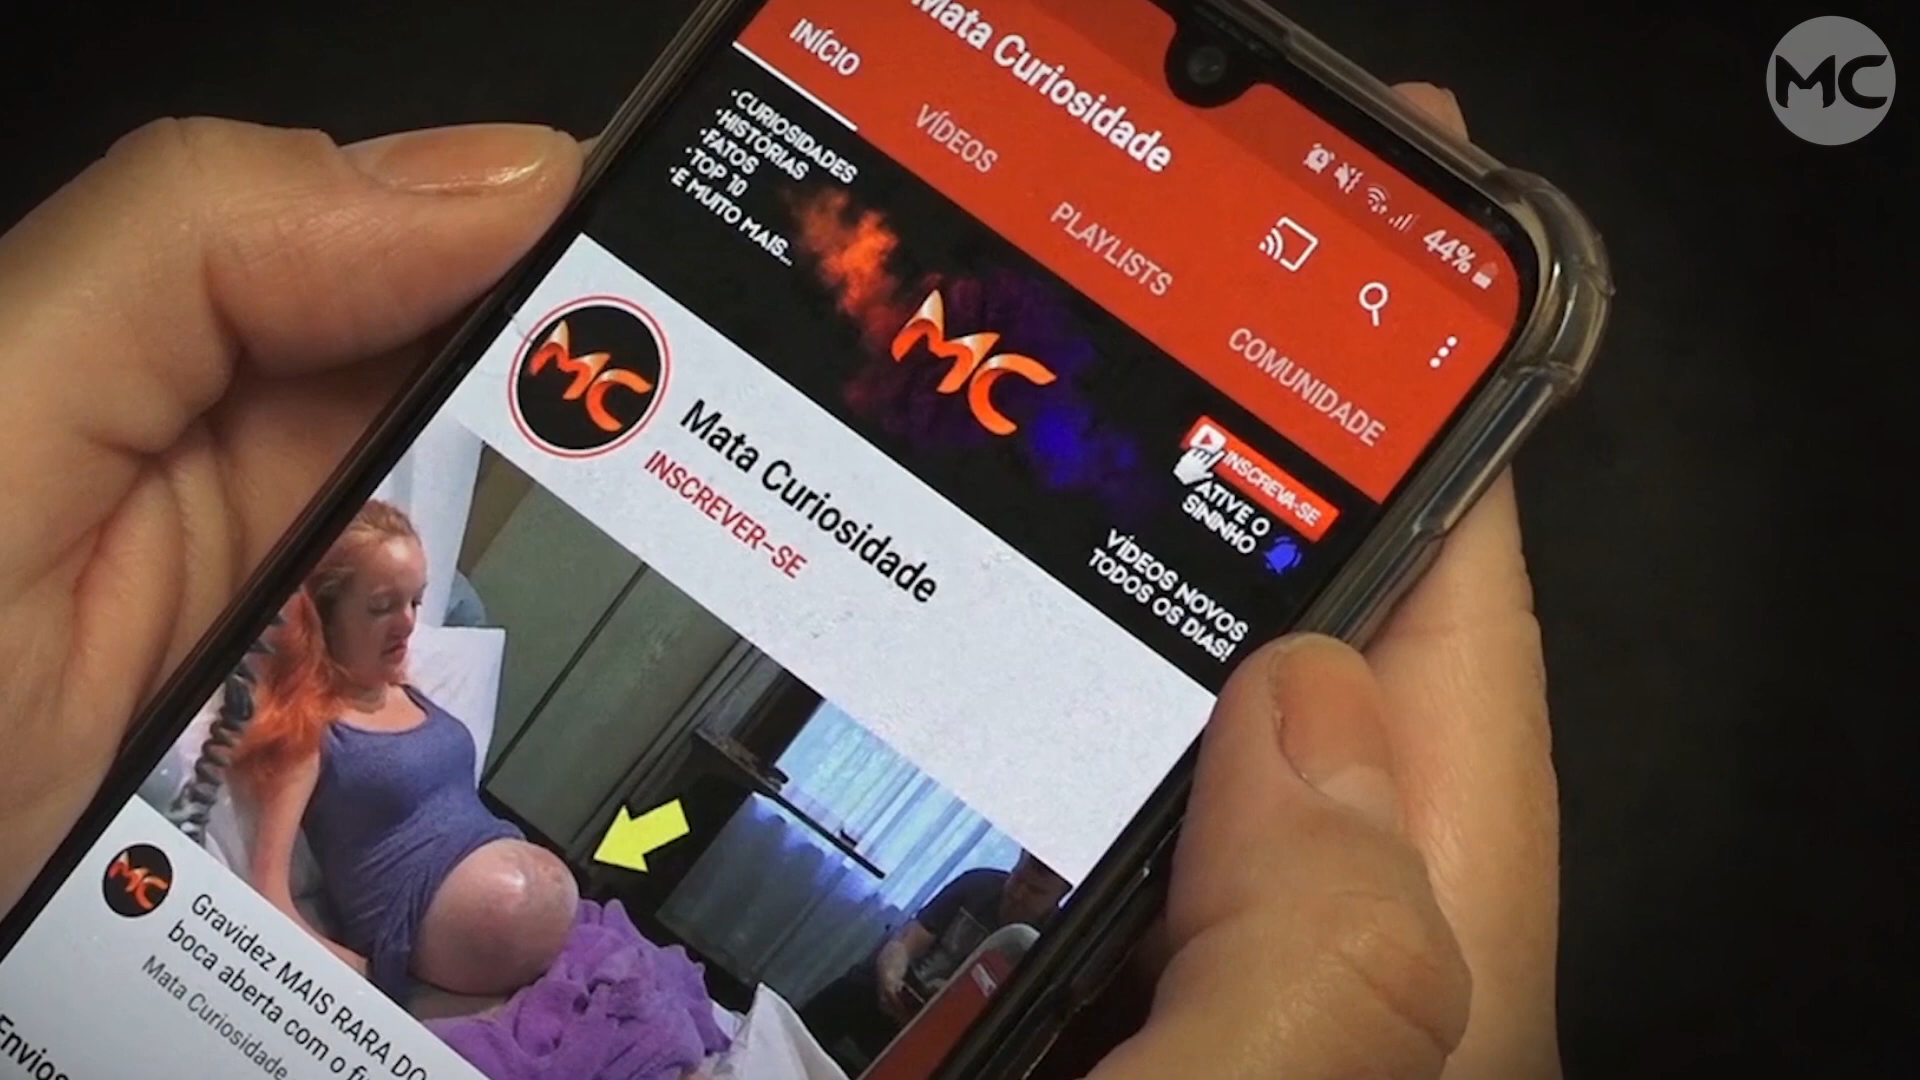 MC
Mata Curiosidade
44%
INÍCIO
VÍDEOS
PLAYLISTS
COMUNIDADE
•CURIOSIDADES
•HISTÓRIAS
•FATOS
•TOP 10
•E MUITO MAIS...
MC
INSCREVA-SE
ATIVE O
SININHO
VÍDEOS NOVOS
TODOS OS DIAS!
MC
Mata Curiosidade
INSCREVER-SE
MC
Gravidez MAIS RARA DO
boca aberta com o
Mata Curiosidade
Envios